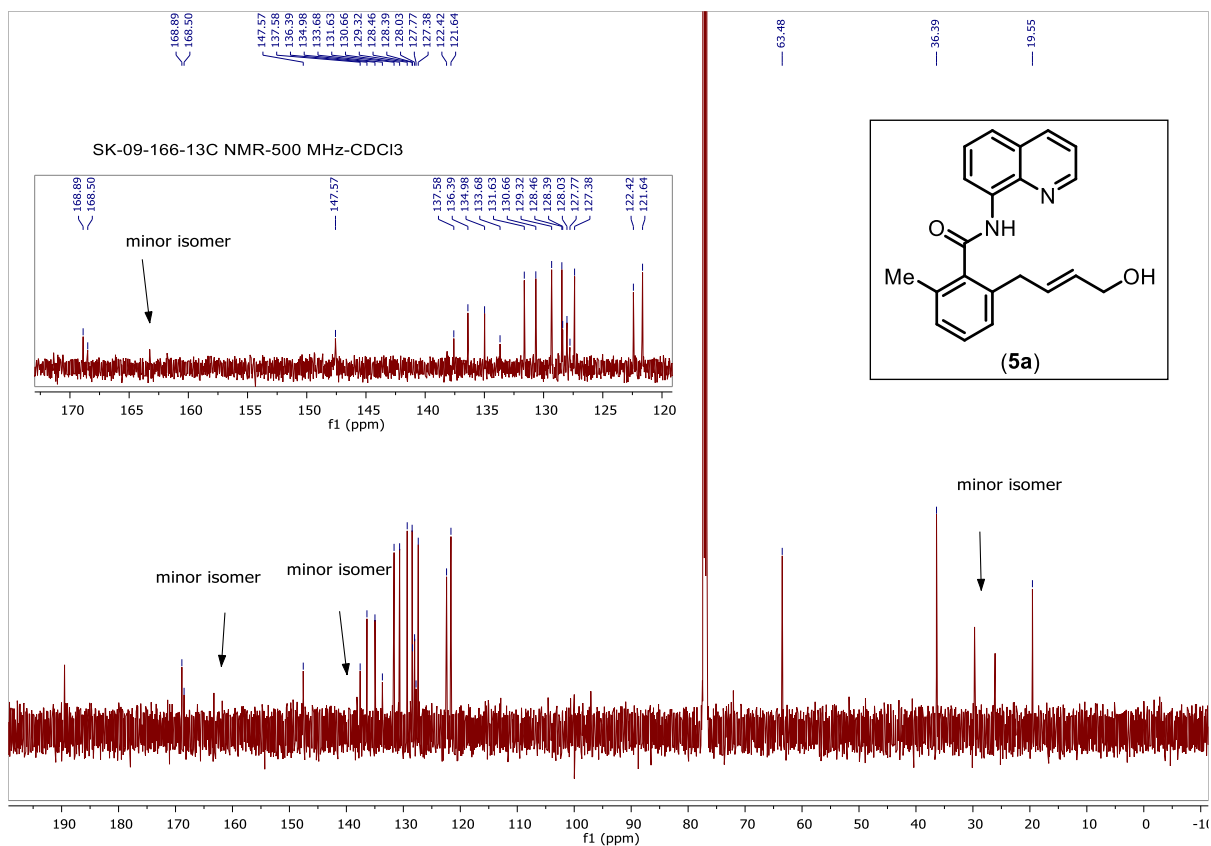 168.89
168.50
147.57
137.58
136.39
134.98
133.68
131.63
130.66
129.32
128.46
128.39
128.03
127.77
127.38
122.42
121.64
63.48
36.39
19.55
SK-09-166-13C NMR-500 MHz-CDCl3
168.89
168.50
147.57
137.58
136.39
134.98
133.68
131.63
130.66
129.32
128.46
128.39
128.03
127.77
127.38
122.42
121.64
minor isomer
170 165 160 155 150 145 140 135 130 125 120
f1 (ppm)
N
O
NH
Me
OH
(5a)
minor isomer
minor isomer
minor isomer
190 180 170 160 150 140 130 120 110 100 90 80 70 60 50 40 30 20 10 0
f1 (ppm)